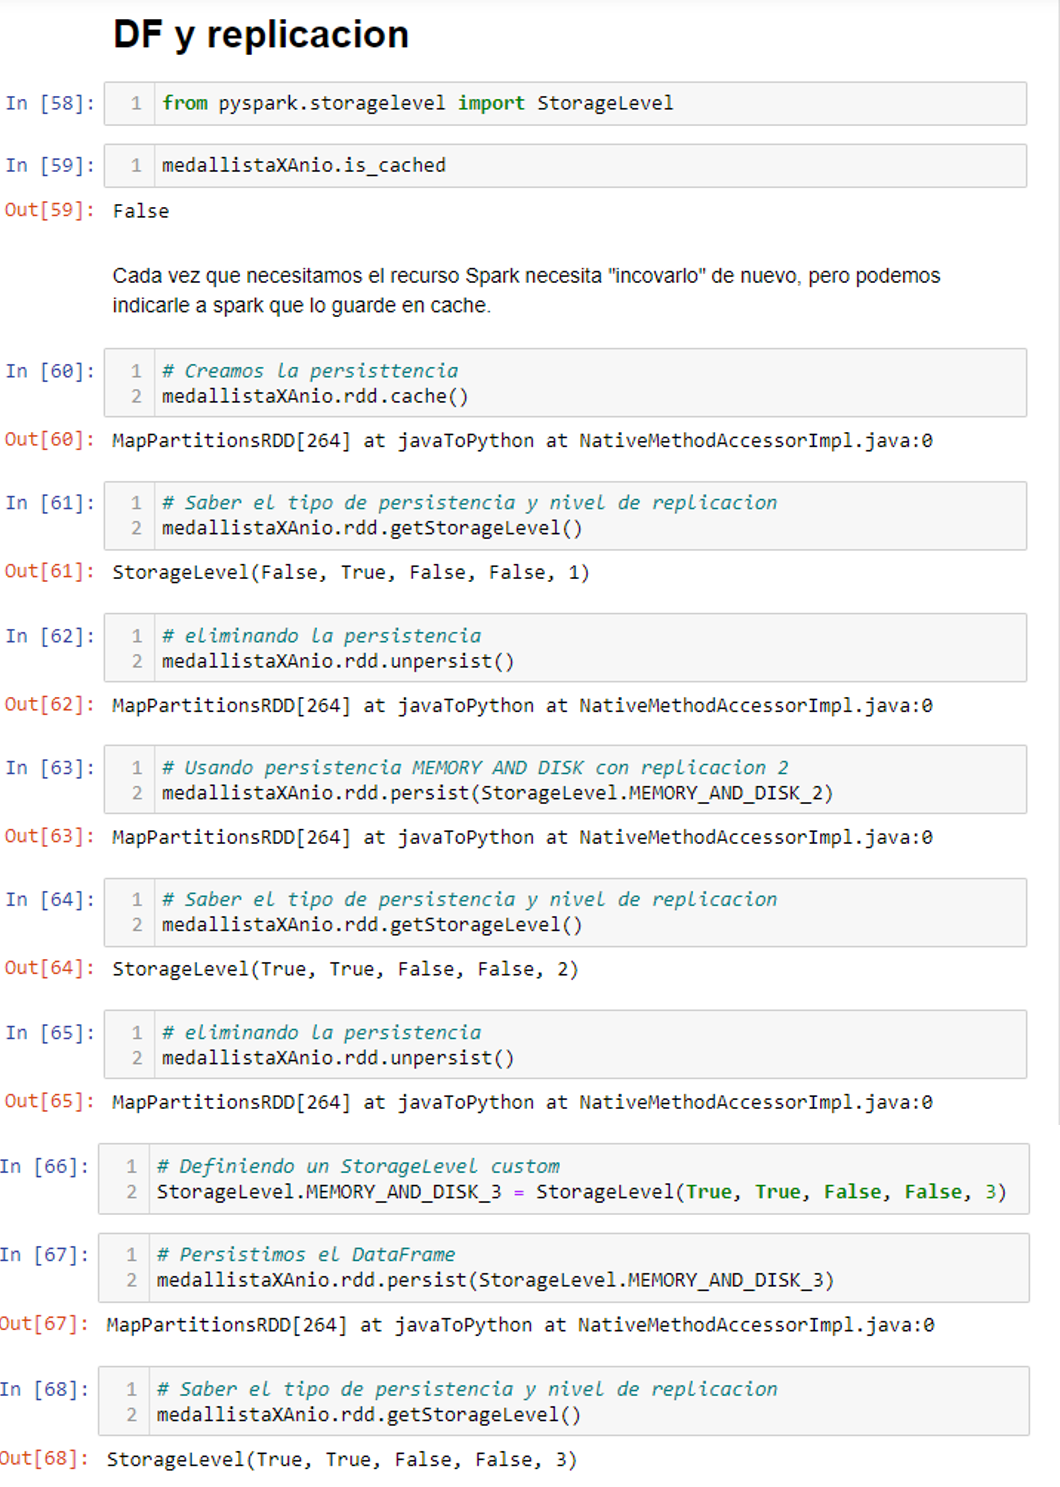 DF y replicacion
In [58]: 1 from pyspark.storagelevel import StorageLevel
In [59]: 1 medallistaXAnio.is_cached
Out[59]: False
Cada vez que necesitamos el recurso Spark necesita "incovarlo" de nuevo, pero podemos
indicarle a spark que lo guarde en cache.
In [60]: 1 # Creamos la persisttencia
2 medallistaXAnio.rdd.cache()
Out[60]: MapPartitionsRDD[264] at javaToPython at NativeMethodAccessorImpl.java:0
In [61]: 1 # Saber el tipo de persistencia y nivel de replicacion
2 medallistaXAnio.rdd.getStorageLevel()
Out[61]: StorageLevel(False, True, False, False, 1)
In [62]: 1 # eliminando la persistencia
2 medallistaXAnio.rdd.unpersist()
Out[62]: MapPartitionsRDD[264] at javaToPython at NativeMethodAccessorImpl.java:0
In [63]: 1 # Usando persistencia MEMORY AND DISK con replicacion 2
2 medallistaXAnio.rdd.persist(StorageLevel.MEMORY_AND_DISK_2)
Out[63]: MapPartitionsRDD[264] at javaToPython at NativeMethodAccessorImpl.java:0
In [64]: 1 # Saber el tipo de persistencia y nivel de replicacion
2 medallistaXAnio.rdd.getStorageLevel()
Out[64]: StorageLevel(True, True, False, False, 2)
In [65]: 1 # eliminando la persistencia
2 medallistaXAnio.rdd.unpersist()
Out[65]: MapPartitionsRDD[264] at javaToPython at NativeMethodAccessorImpl.java:0
In [66]: 1 # Definiendo un StorageLevel custom
2 StorageLevel.MEMORY_AND_DISK_3 = StorageLevel(True, True, False, False, 3)
In [67]: 1 # Persistimos el DataFrame
2 medallistaXAnio.rdd.persist(StorageLevel.MEMORY_AND_DISK_3)
Out[67]: MapPartitionsRDD[264] at javaToPython at NativeMethodAccessorImpl.java:0
In [68]: 1 # Saber el tipo de persistencia y nivel de replicacion
2 medallistaXAnio.rdd.getStorageLevel()
Out[68]: StorageLevel(True, True, False, False, 3)